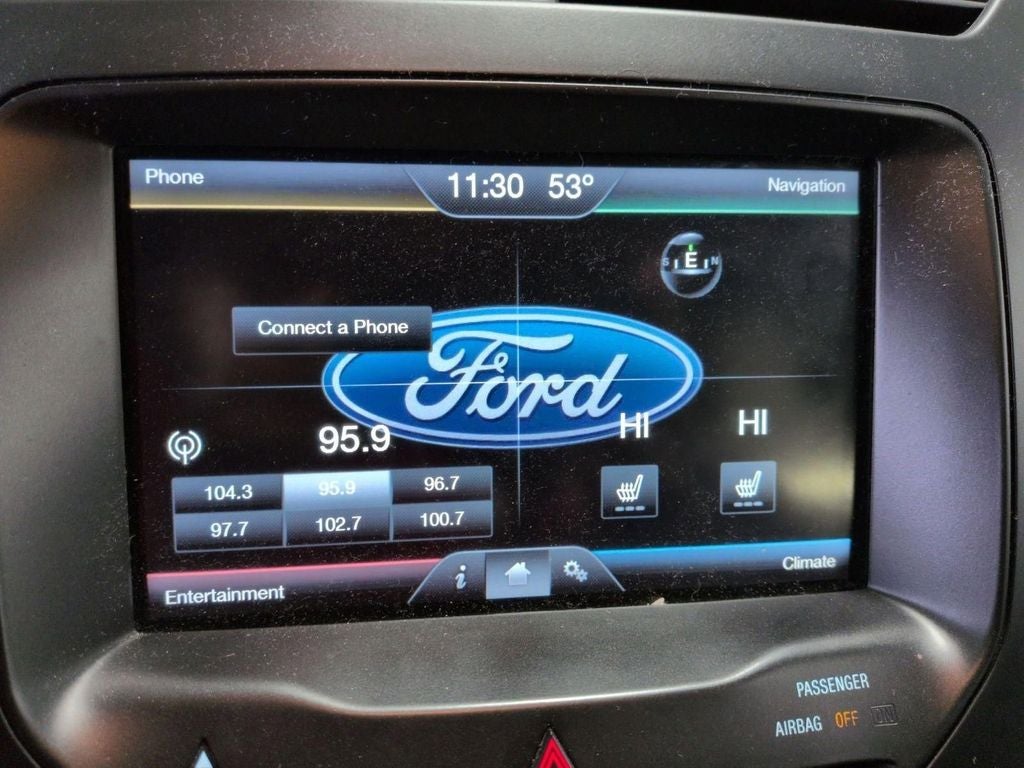 Phone
11:30 53°
Navigation
S E N
Connect a Phone
Ford
95.9
HI HI
104.3 95.9 96.7
97.7 102.7 100.7
i
Entertainment
Climate
PASSENGER
AIRBAG OFF ON